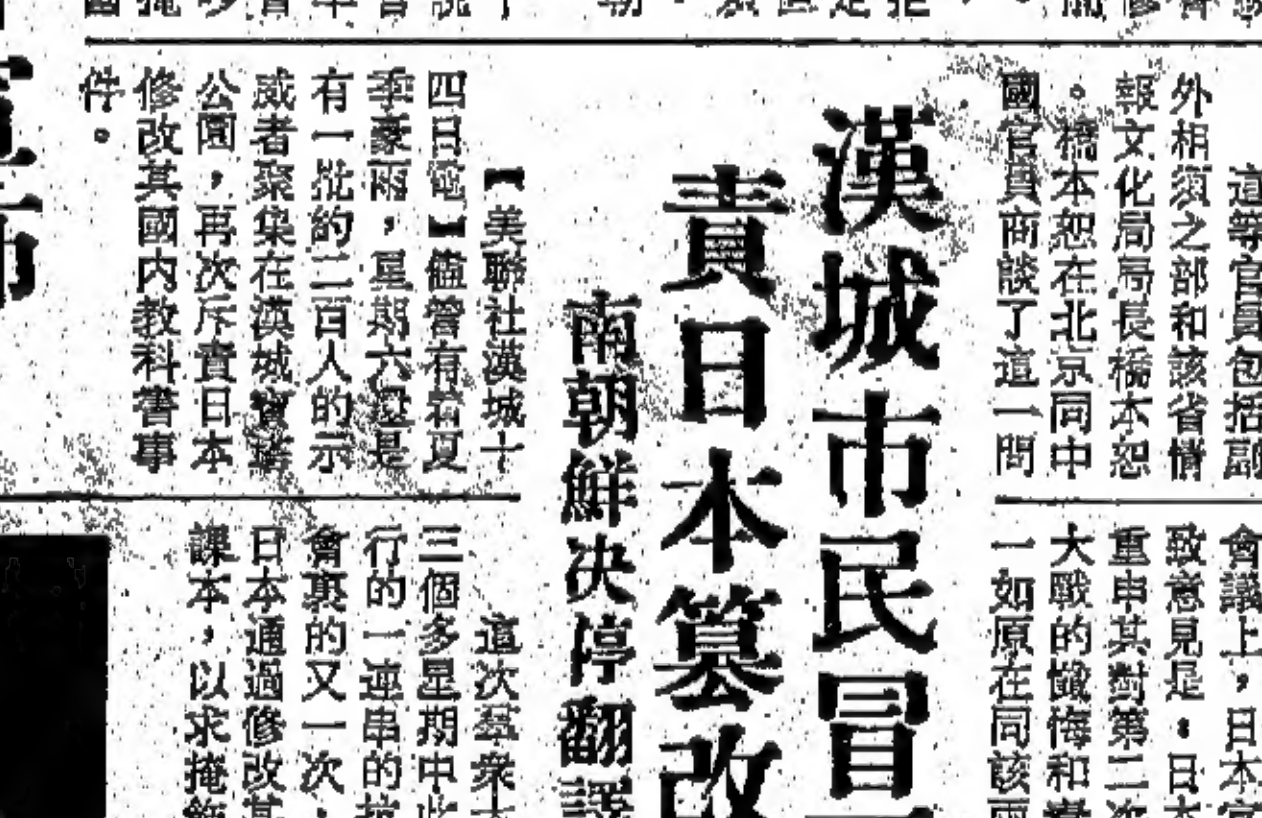 這等官員包括副
外相須之部和該省情
報文化局局長橋本恕
。橋本恕在北京同中
國官員商談了這一問
會議上，日本
致意見是：日本
重申其對第二次
大戰的懺悔和
一如原在同該兩
漢城市民冒
責日本篡改
南朝鮮決停翻譯
【美聯社漢城十
四日電】儘管有着夏
季豪雨，星期六還是
有一批約二百人的示
威者聚集在漢城寶
公園，再次斥責日本
修改其國內教科書事
件。
這次羣衆大
三個多星期中
行的一連串的抗
會裏的又一次，
日本通過修改其
課本，以求掩飾